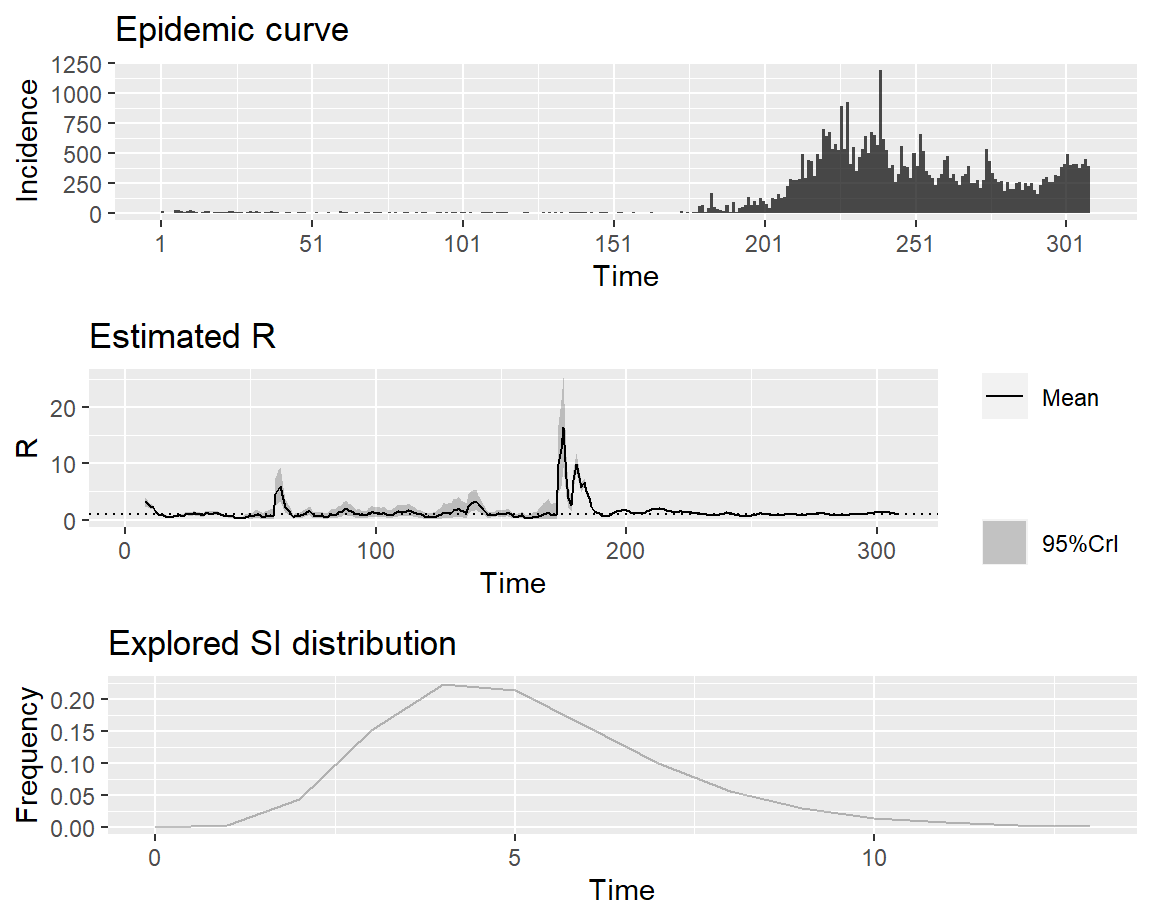 Epidemic curve
1250
1000
750
500
250
0
Incidence
1 51 101 151 201 251 301
Time
Estimated R
20
10
0
R
0 100 200 300
Time
Mean
95%CrI
Explored SI distribution
0.20
0.15
0.10
0.05
0.00
Frequency
0 5 10
Time